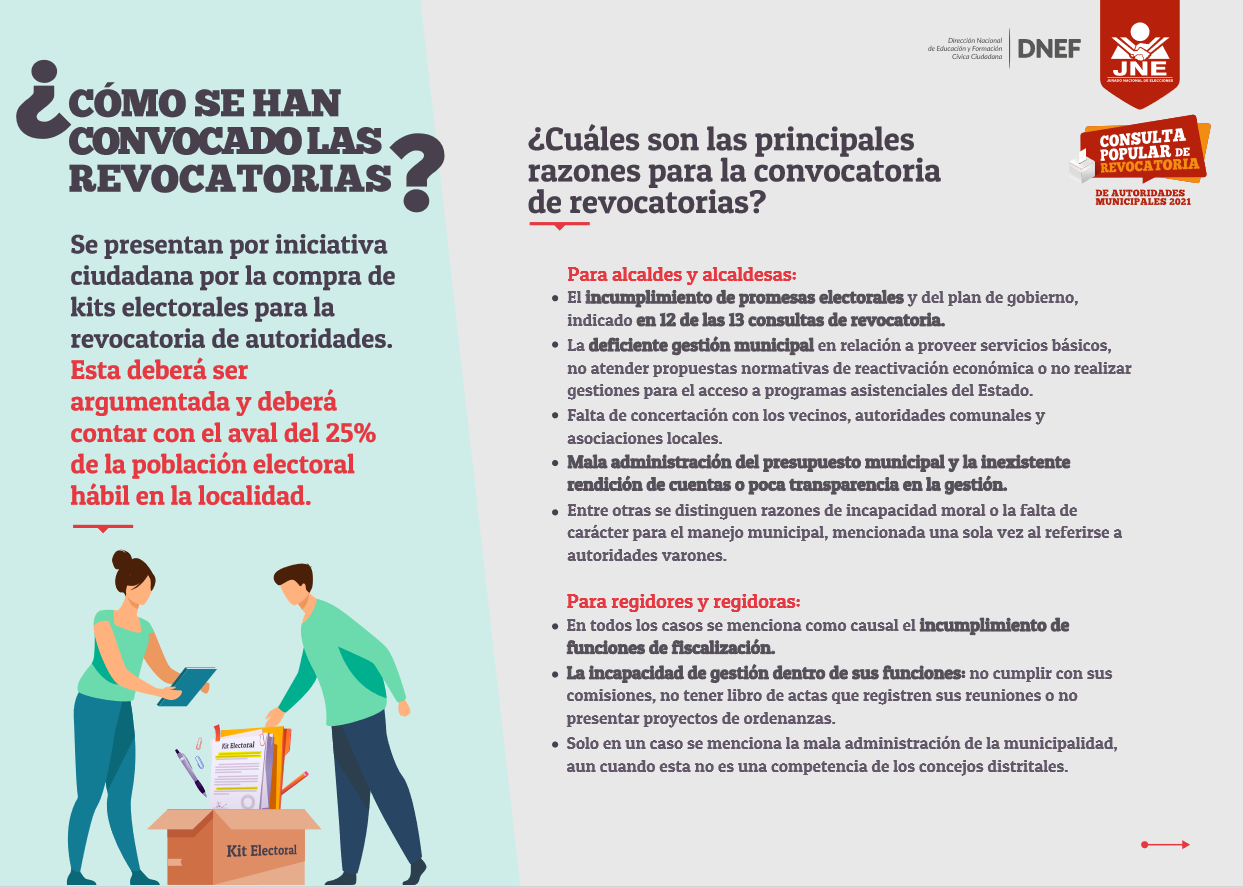 ¿CÓMO SE HAN
CONVOCADO LAS
REVOCATORIAS?
Se presentan por iniciativa
ciudadana por la compra de
kits electorales para la
revocatoria de autoridades.
Esta deberá ser
argumentada y deberá
contar con el aval del 25%
de la población electoral
hábil en la localidad.
Kit Electoral
Kit Electoral
Dirección Nacional
de Educación y Formación
Cívica Ciudadana
DNEF
JNE
JURADO NACIONAL DE ELECCIONES
CONSULTA
POPULAR DE
REVOCATORIA
DE AUTORIDADES
MUNICIPALES 2021
¿Cuáles son las principales
razones para la convocatoria
de revocatorias?
Para alcaldes y alcaldesas:
• El incumplimiento de promesas electorales y del plan de gobierno,
indicado en 12 de las 13 consultas de revocatoria.
• La deficiente gestión municipal en relación a proveer servicios básicos,
no atender propuestas normativas de reactivación económica o no realizar
gestiones para el acceso a programas asistenciales del Estado.
• Falta de concertación con los vecinos, autoridades comunales y
asociaciones locales.
• Mala administración del presupuesto municipal y la inexistente
rendición de cuentas o poca transparencia en la gestión.
• Entre otras se distinguen razones de incapacidad moral o la falta de
carácter para el manejo municipal, mencionada una sola vez al referirse a
autoridades varones.
Para regidores y regidoras:
• En todos los casos se menciona como causal el incumplimiento de
funciones de fiscalización.
• La incapacidad de gestión dentro de sus funciones: no cumplir con sus
comisiones, no tener libro de actas que registren sus reuniones o no
presentar proyectos de ordenanzas.
• Solo en un caso se menciona la mala administración de la municipalidad,
aun cuando esta no es una competencia de los concejos distritales.